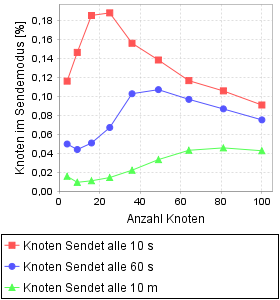 Knoten im Sendemodus [%]
0,18
0,16
0,14
0,12
0,10
0,08
0,06
0,04
0,02
0,00
0 20 40 60 80 100
Anzahl Knoten
Knoten Sendet alle 10 s
Knoten Sendet alle 60 s
Knoten Sendet alle 10 m